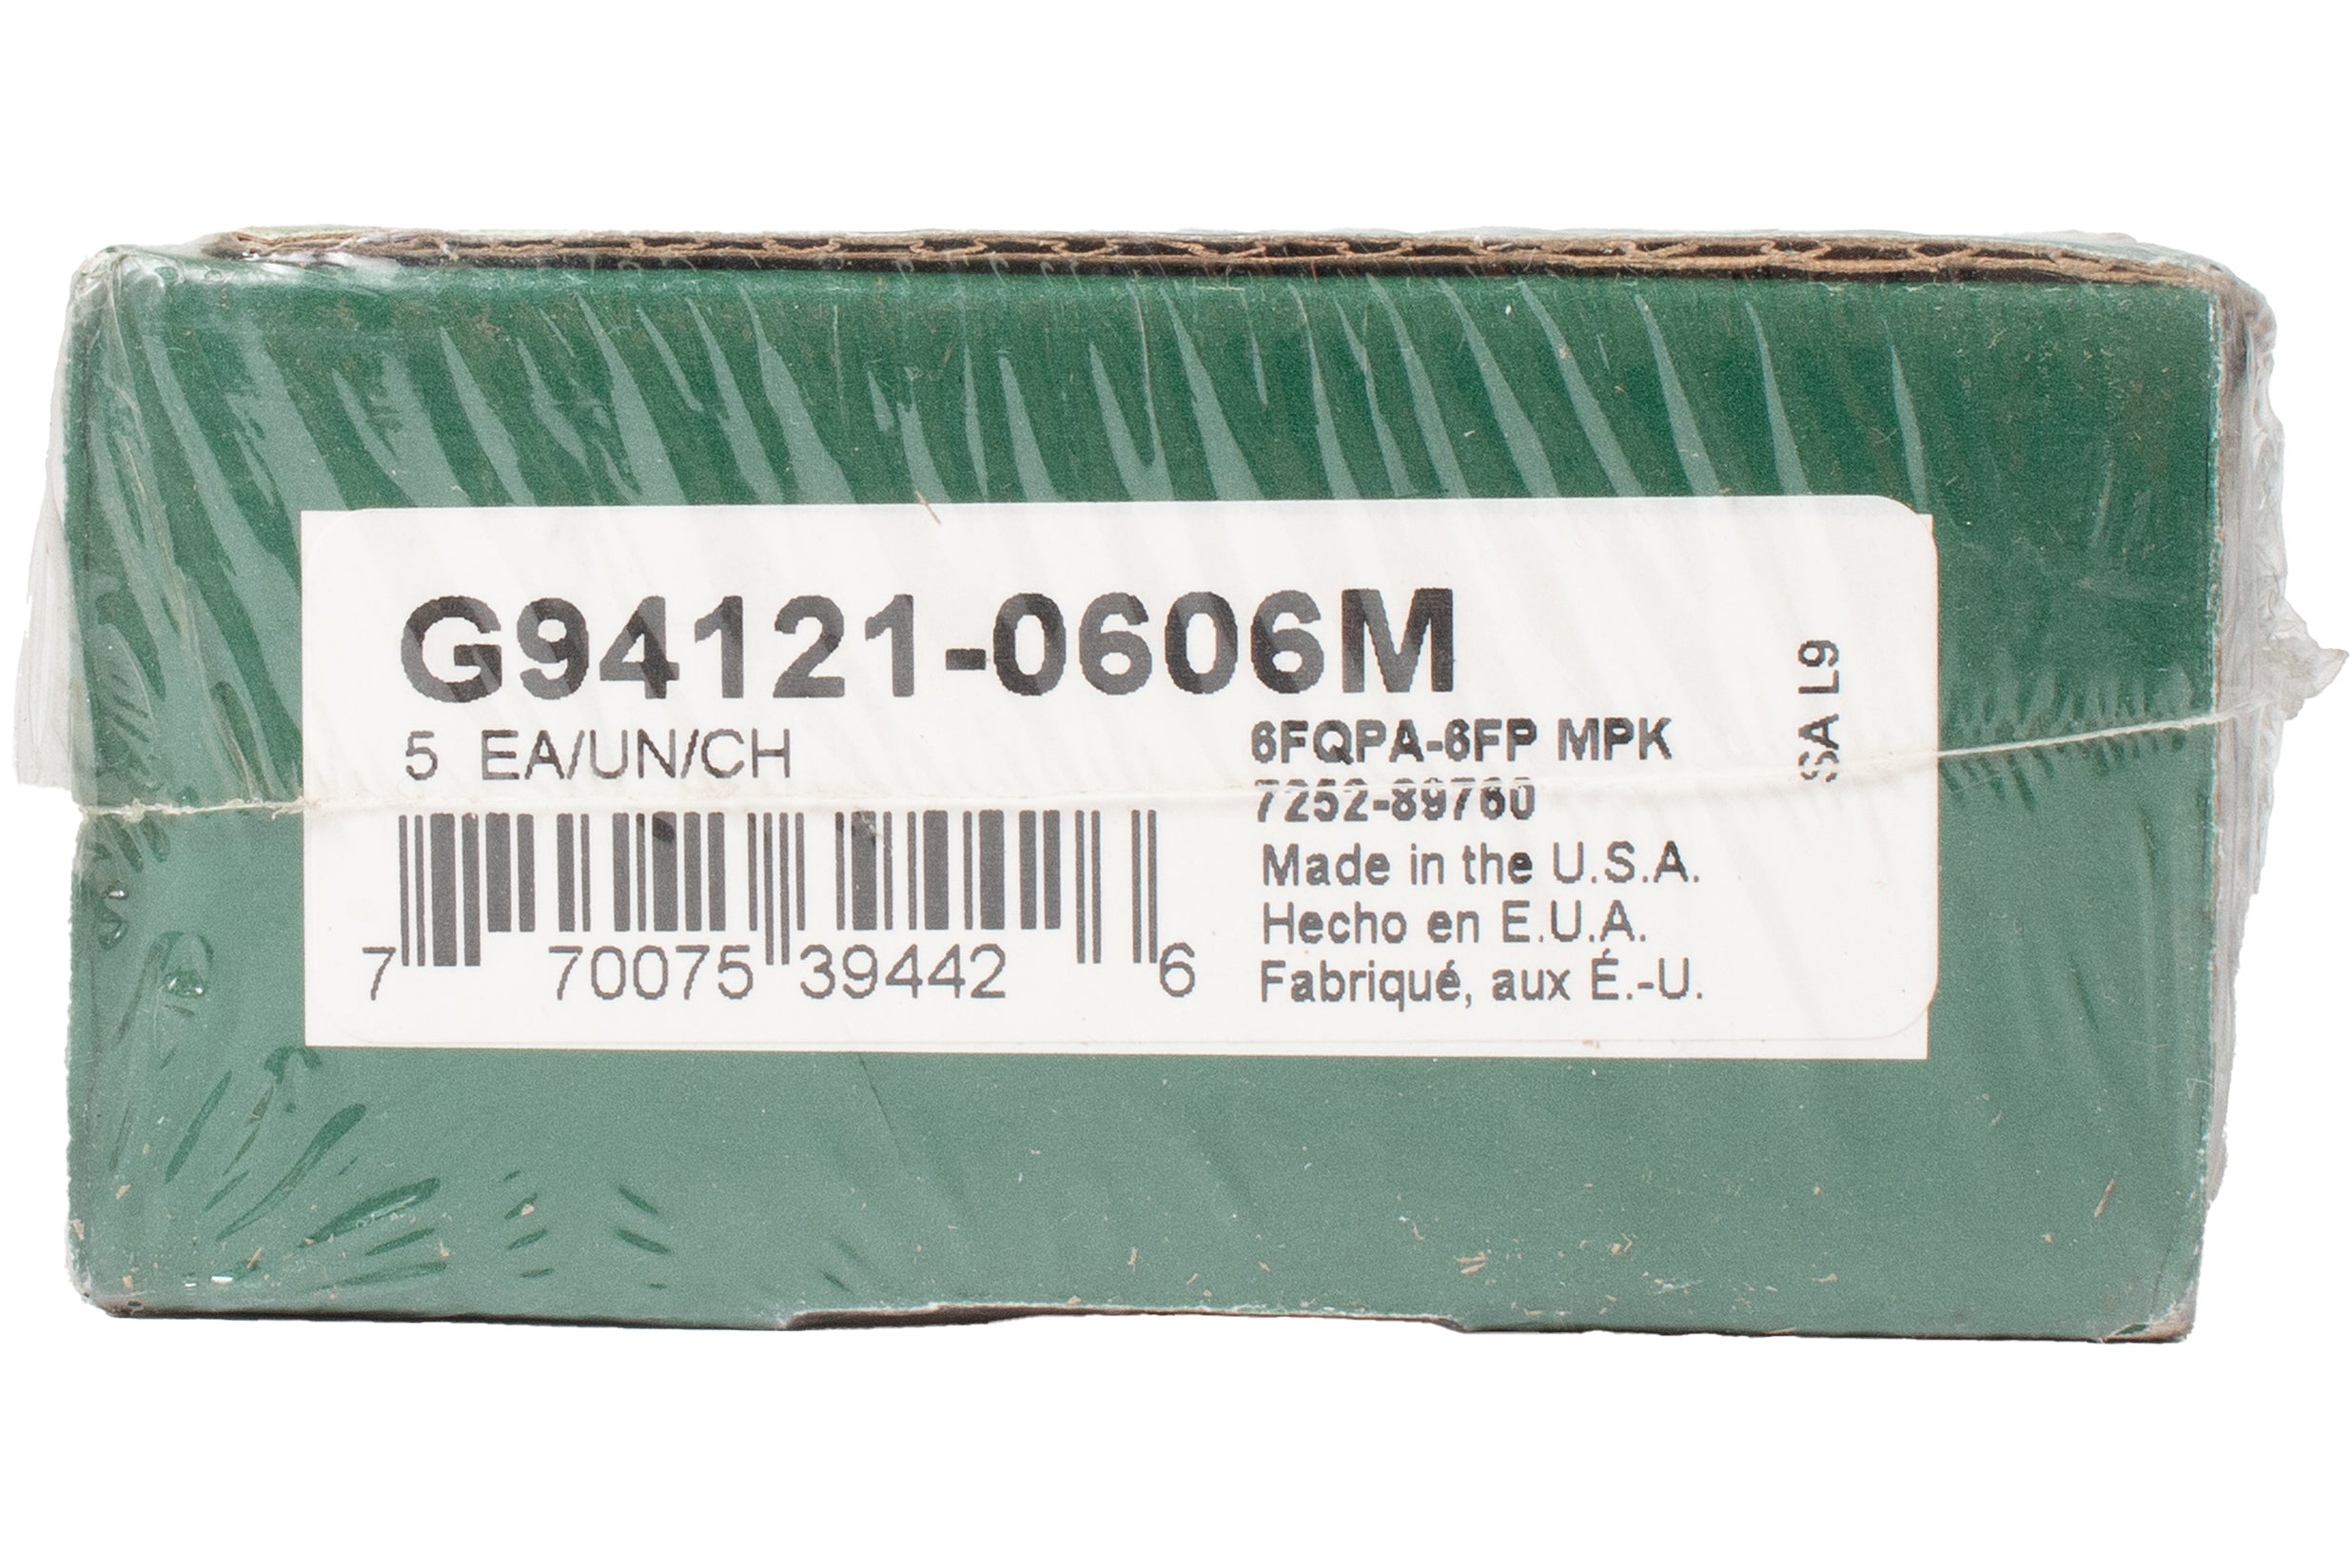 G94121-0606M
5 EA/UN/CH
6FQPA-6FP MPK
7252-89760
Made in the U.S.A.
Hecho en E.U.A.
Fabriqué, aux É.-U.
7 70075 39442 6
SA L9